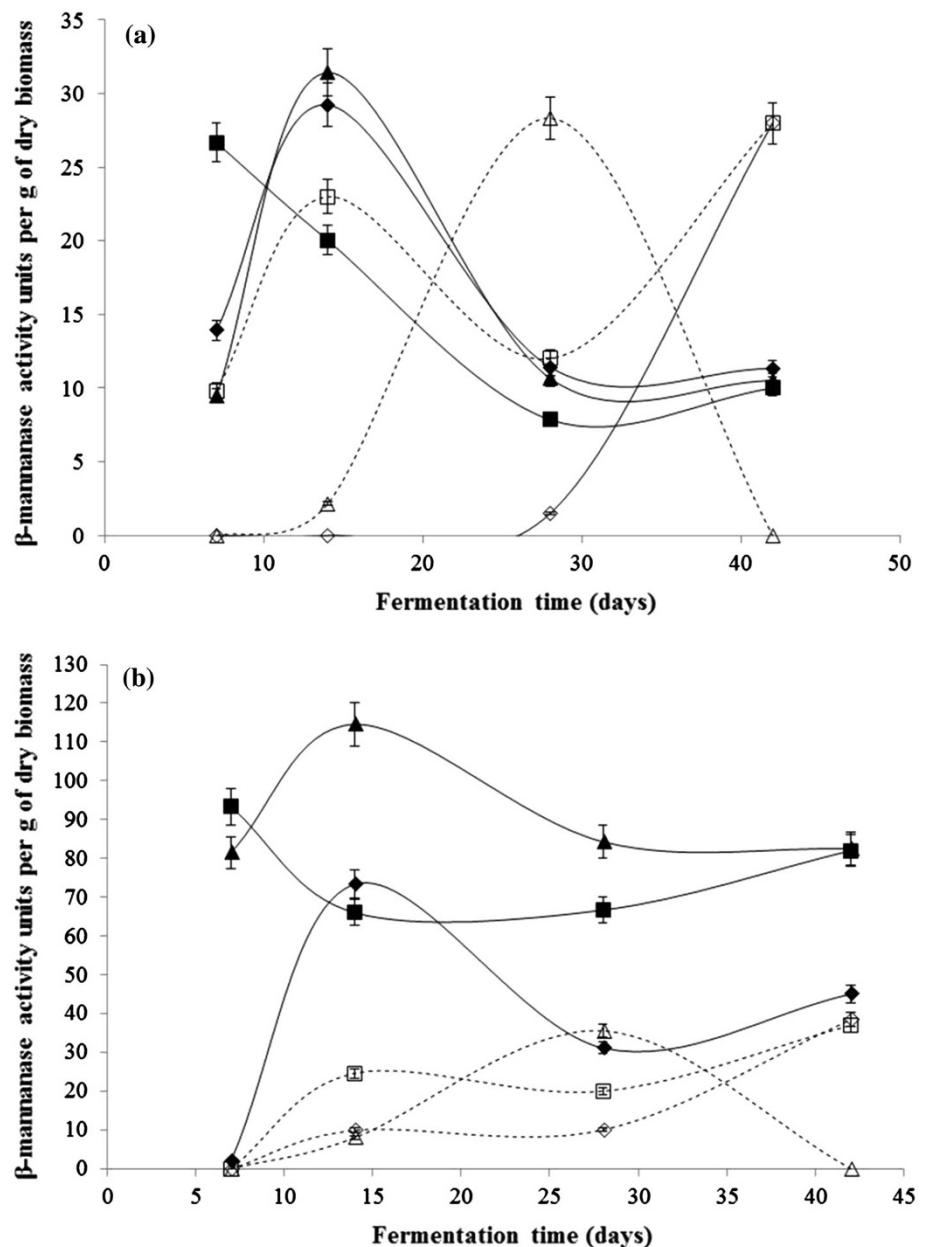 (a)
β-mannanase activity units per g of dry biomass
35
30
25
20
15
10
5
0
0 10 20 30 40 50
Fermentation time (days)
(b)
β-mannanase activity units per g of dry biomass
130
120
110
100
90
80
70
60
50
40
30
20
10
0
0 5 10 15 20 25 30 35 40 45
Fermentation time (days)